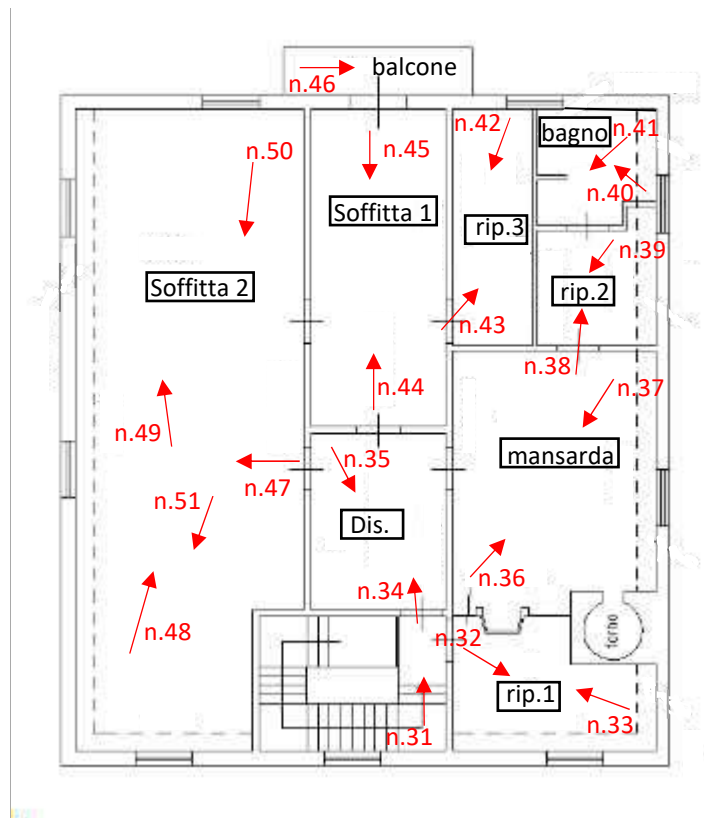 balcone
n.46
n.42
bagno
n.41
n.50
n.45
n.40
Soffitta 1
rip.3
n.39
Soffitta 2
rip.2
n.43
n.38
n.37
n.44
n.49
n.35
mansarda
n.47
n.51
Dis.
n.36
n.34
n.48
n.32
forno
rip.1
n.33
n.31